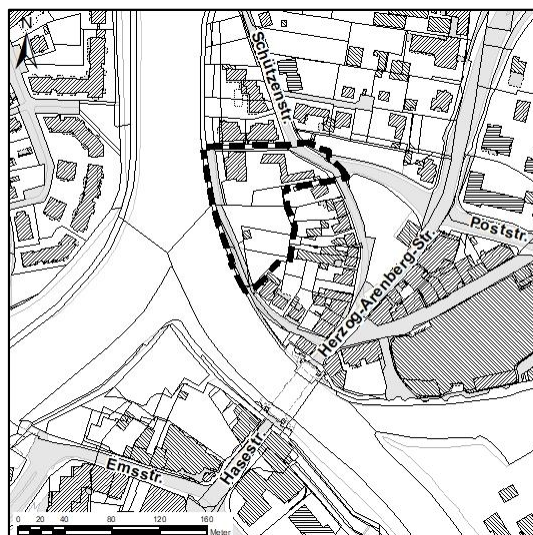 N
Schützenstr.
Poststr.
Herzog-Arenberg-Str.
Hasestr.
Emsstr.
0 20 40 80 120 160
Meter